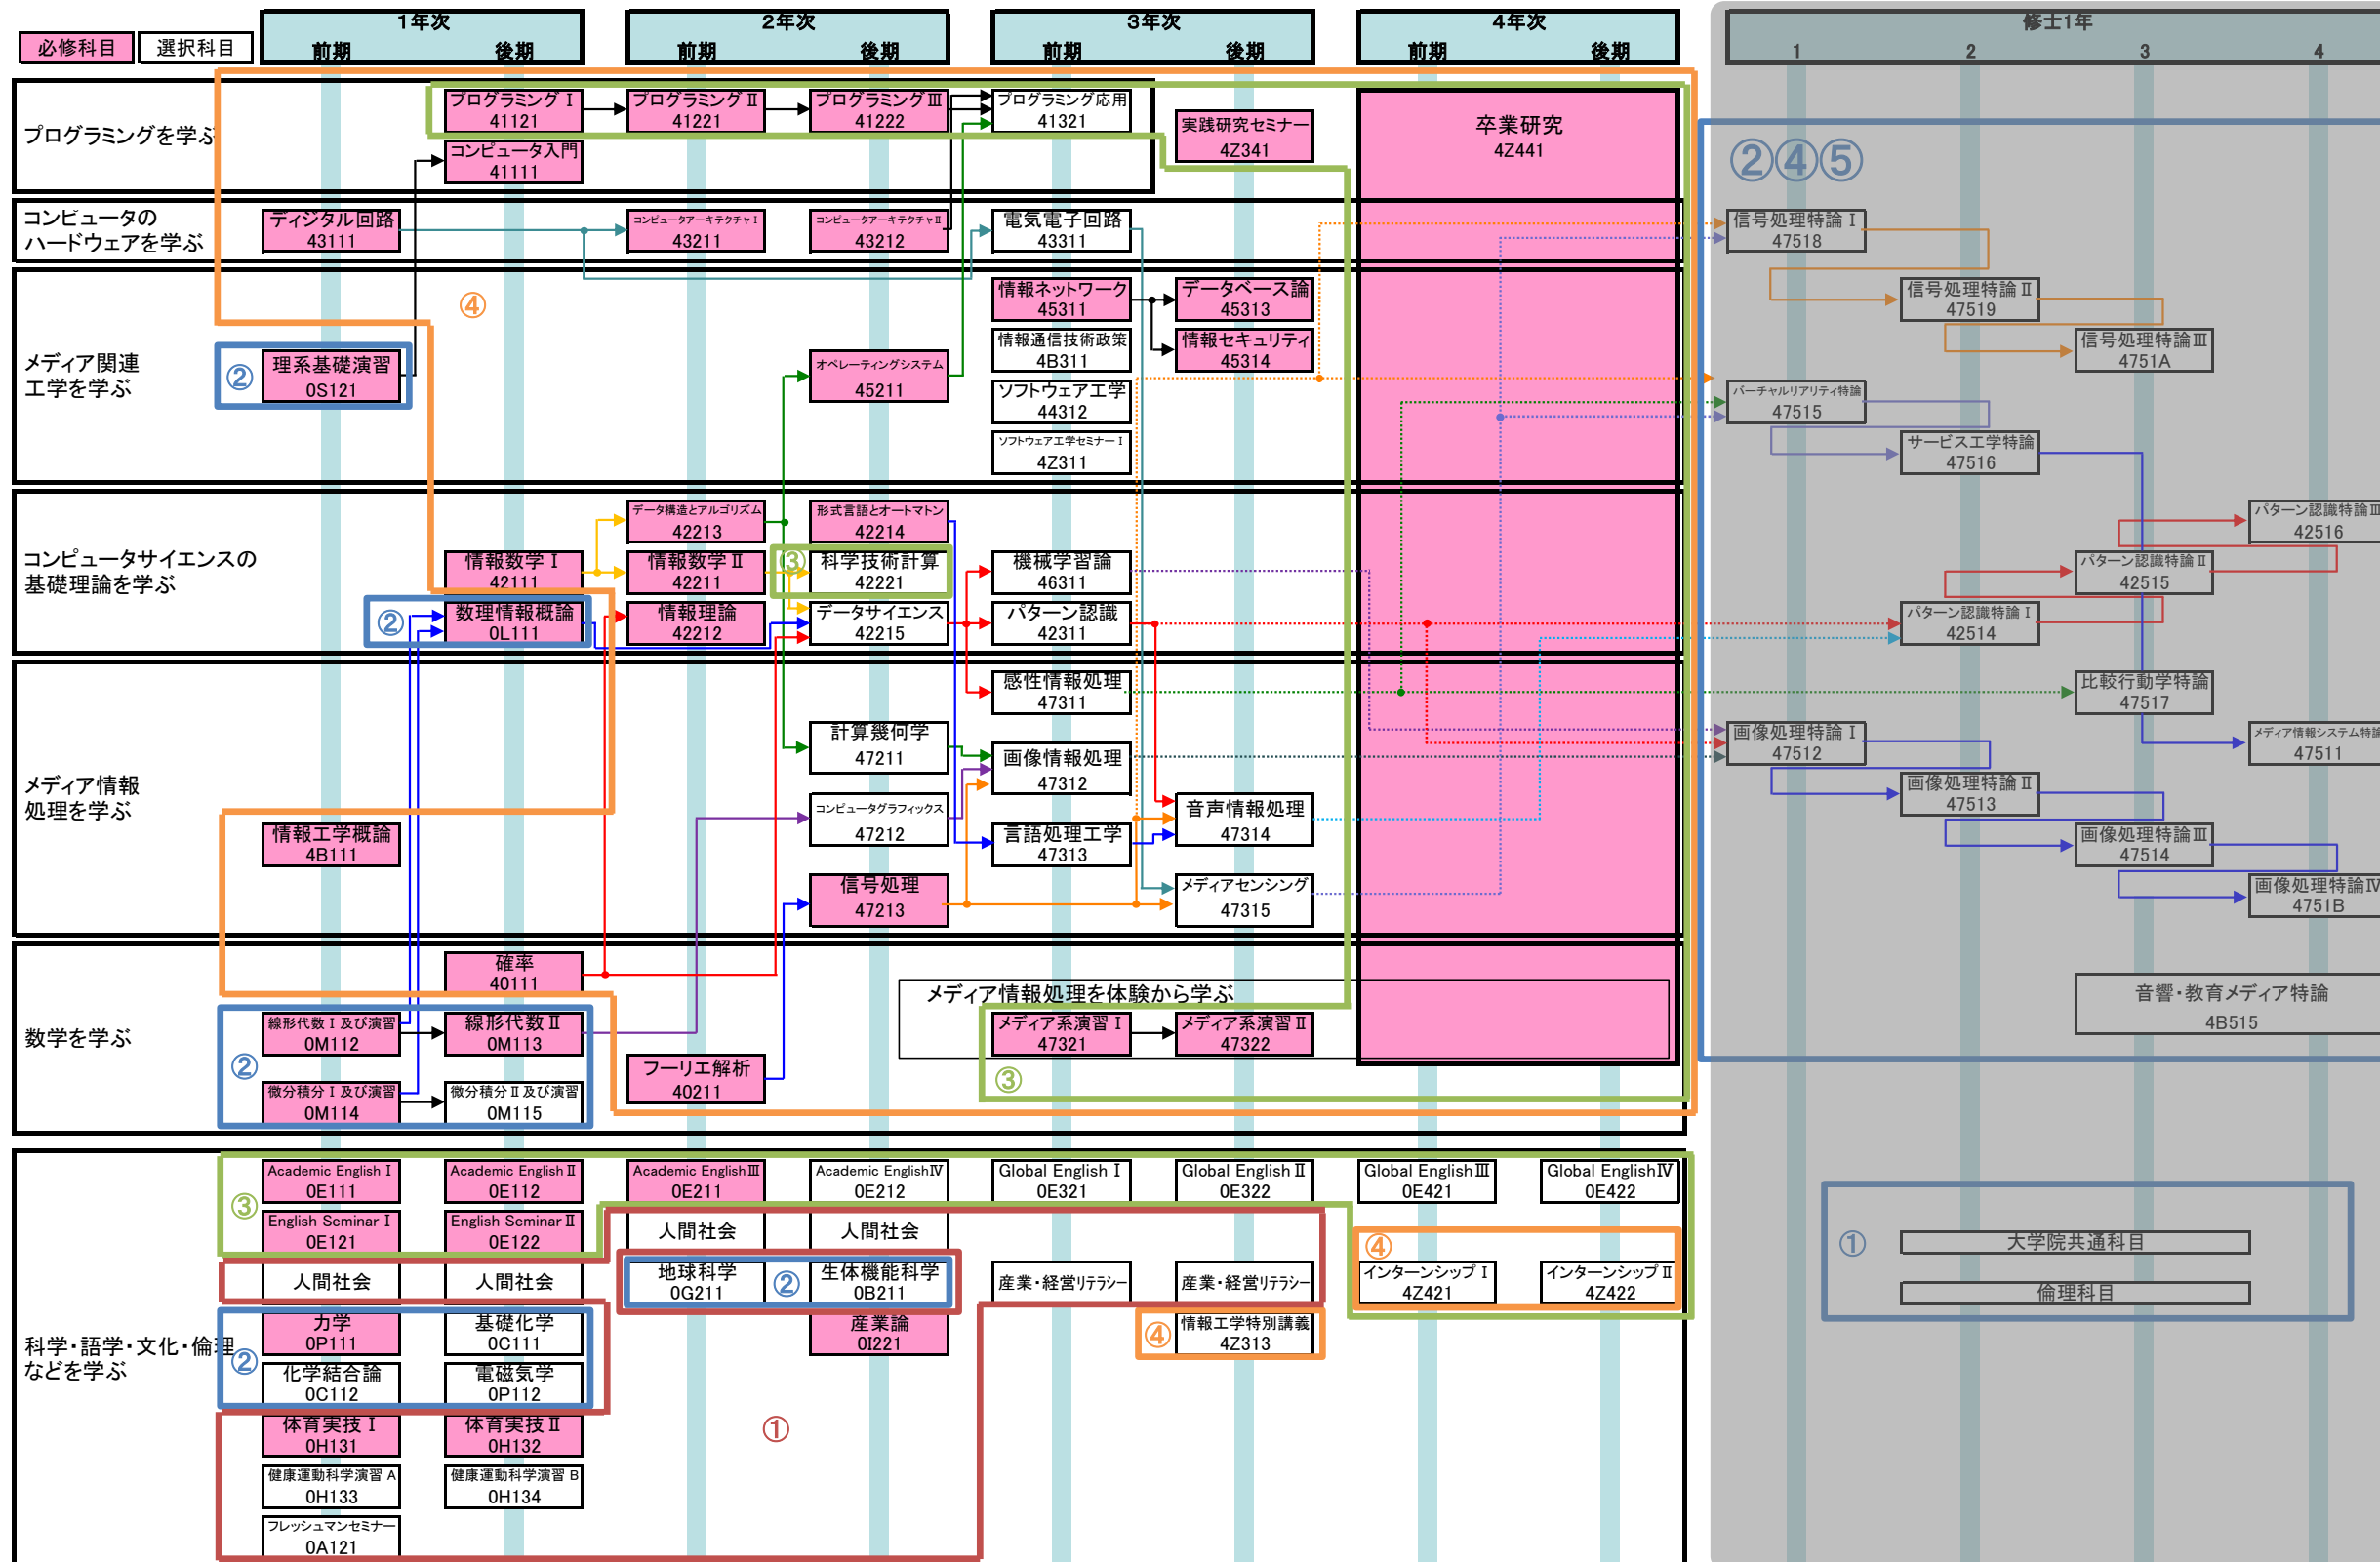 必修科目 選択科目
1年次 2年次 3年次 4年次 修士1年
前期 後期 前期 後期 前期 後期 前期 後期 1 2 3 4
プログラミングを学ぶ
プログラミングⅠ
41121
プログラミングⅡ
41221
プログラミングⅢ
41222
プログラミング応用
41321
コンピュータ入門
41111
実践研究セミナー
4Z341
卒業研究
4Z441
②④⑤
コンピュータの
ハードウェアを学ぶ
ディジタル回路
43111
コンピュータアーキテクチャⅠ
43211
コンピュータアーキテクチャⅡ
43212
電気電子回路
43311
信号処理特論Ⅰ
47518
④
メディア関連
工学を学ぶ
②
理系基礎演習
0S121
オペレーティングシステム
45211
情報ネットワーク
45311
データベース論
45313
情報通信技術政策
4B311
情報セキュリティ
45314
ソフトウェア工学
44312
ソフトウェア工学セミナーⅠ
4Z311
信号処理特論Ⅱ
47519
信号処理特論Ⅲ
4751A
バーチャルリアリティ特論
47515
サービス工学特論
47516
コンピュータサイエンスの
基礎理論を学ぶ
データ構造とアルゴリズム
42213
形式言語とオートマトン
42214
情報数学Ⅰ
42111
情報数学Ⅱ
42211
③
科学技術計算
42221
機械学習論
46311
②
数理情報概論
0L111
情報理論
42212
データサイエンス
42215
パターン認識
42311
パターン認識特論Ⅲ
42516
パターン認識特論Ⅱ
42515
パターン認識特論Ⅰ
42514
メディア情報
処理を学ぶ
感性情報処理
47311
計算幾何学
47211
画像情報処理
47312
コンピュータグラフィックス
47212
音声情報処理
47314
情報工学概論
4B111
言語処理工学
47313
信号処理
47213
メディアセンシング
47315
比較行動学特論
47517
画像処理特論Ⅰ
47512
メディア情報システム特論
47511
画像処理特論Ⅱ
47513
画像処理特論Ⅲ
47514
画像処理特論Ⅳ
4751B
数学を学ぶ
確率
40111
メディア情報処理を体験から学ぶ
②
線形代数Ⅰ及び演習
0M112
線形代数Ⅱ
0M113
メディア系演習Ⅰ
47321
メディア系演習Ⅱ
47322
フーリエ解析
40211
微分積分Ⅰ及び演習
0M114
微分積分Ⅱ及び演習
0M115
③
音響・教育メディア特論
4B515
科学・語学・文化・倫理
などを学ぶ
③
Academic EnglishⅠ
0E111
Academic EnglishⅡ
0E112
Academic EnglishⅢ
0E211
Academic EnglishⅣ
0E212
Global EnglishⅠ
0E321
Global EnglishⅡ
0E322
Global EnglishⅢ
0E421
Global EnglishⅣ
0E422
English SeminarⅠ
0E121
English SeminarⅡ
0E122
人間社会
人間社会
人間社会
人間社会
地球科学
0G211
②
生体機能科学
0B211
産業・経営リテラシー
産業・経営リテラシー
④
インターンシップⅠ
4Z421
インターンシップⅡ
4Z422
②
力学
0P111
基礎化学
0C111
産業論
0I221
④
情報工学特別講義
4Z313
化学結合論
0C112
電磁気学
0P112
体育実技Ⅰ
0H131
体育実技Ⅱ
0H132
①
健康運動科学演習 A
0H133
健康運動科学演習 B
0H134
フレッシュマンセミナー
0A121
①
大学院共通科目
倫理科目